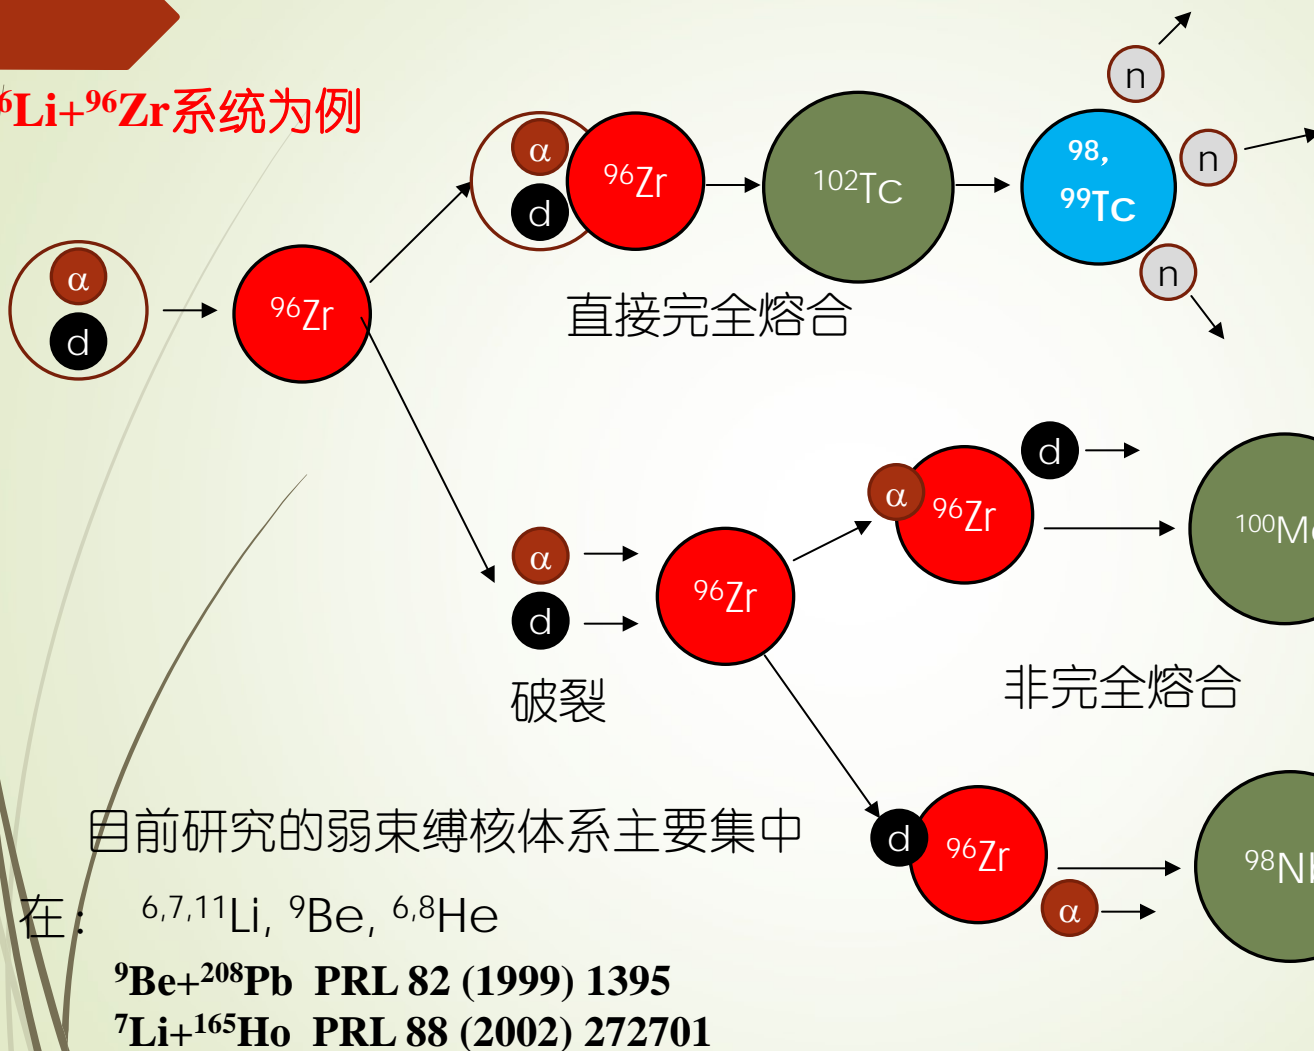 ⁶Li+⁹⁶Zr系统为例
α
d
⁹⁶Zr
α
d
⁹⁶Zr
¹⁰²Tc
98,
⁹⁹Tc
n
n
n
直接完全熔合
α
d
破裂
⁹⁶Zr
α
⁹⁶Zr
d
¹⁰⁰Mo
非完全熔合
d
⁹⁶Zr
α
⁹⁸Nb
目前研究的弱束缚核体系主要集中
在： ⁶,⁷,¹¹Li, ⁹Be, ⁶,⁸He
⁹Be+²⁰⁸Pb PRL 82 (1999) 1395
⁷Li+¹⁶⁵Ho PRL 88 (2002) 272701